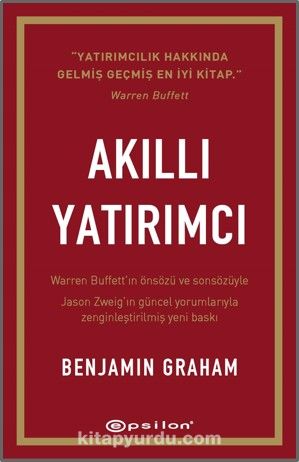 "YATIRIMCILIK HAKKINDA
GELMİŞ GEÇMİŞ EN İYİ KİTAP."
Warren Buffett
AKILLI
YATIRIMCI
Warren Buffett'ın önsözü ve sonsözüyle
Jason Zweig'ın güncel yorumlarıyla
zenginleştirilmiş yeni baskı
BENJAMIN GRAHAM
epsilon®
kitapyurdu.com